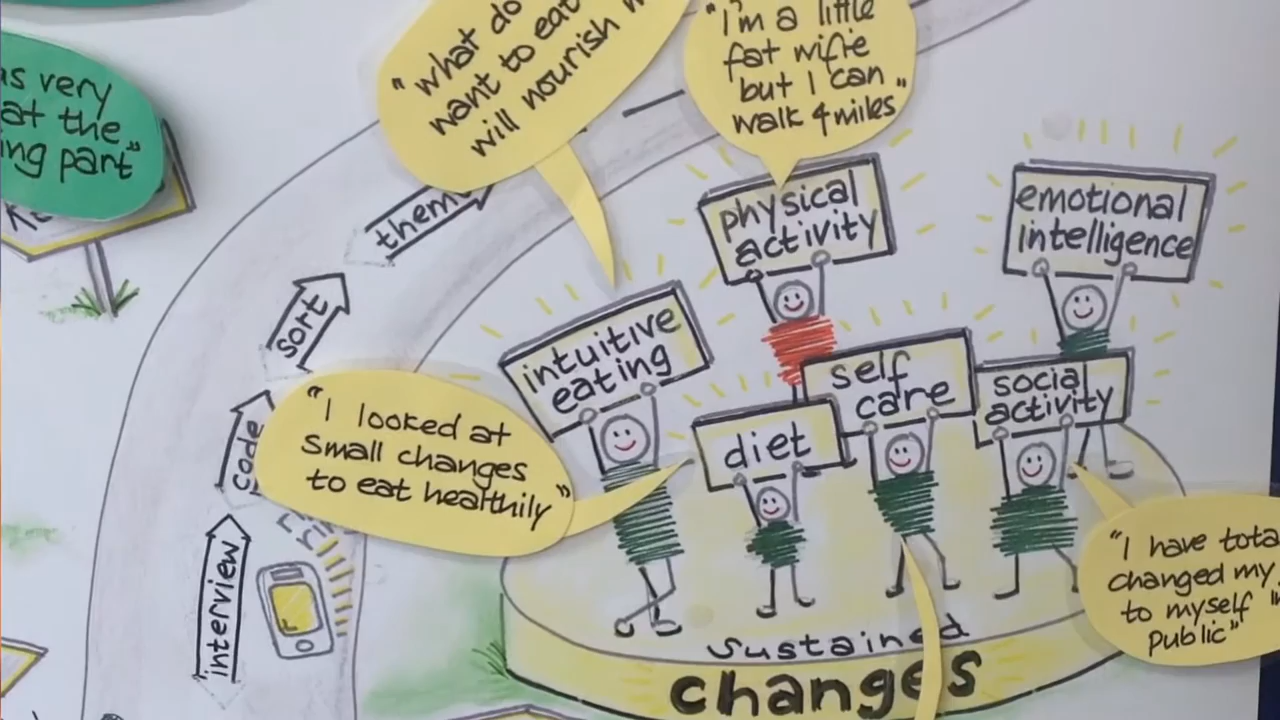 as very
at the
ing part"
"what do
want to eat
will nourish
"I'm a little
fat wifie
but I can
walk 4 miles"
them
sort
code
interview
physical
activity
emotional
intelligence
intuitive
eating
self
care
social
activity
diet
"I looked at
small changes
to eat healthily"
"I have tota
changed my
to myself "in
public"
sustained
changes